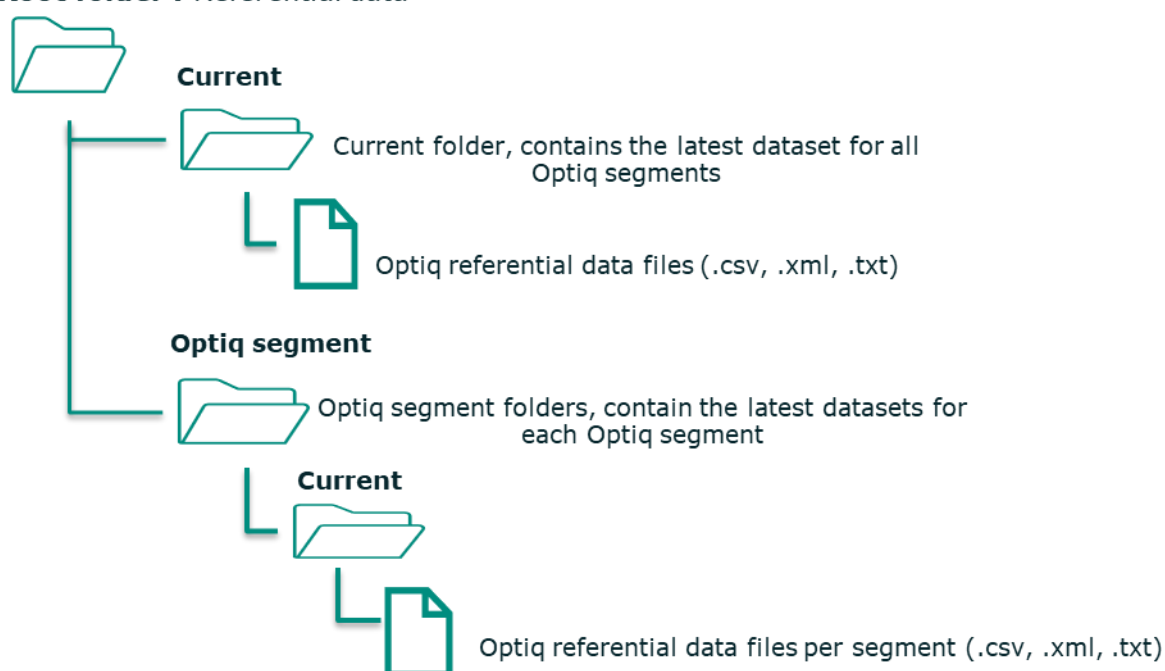 Current
Current folder, contains the latest dataset for all
Optiq segments
Optiq referential data files (.csv, .xml, .txt)
Optiq segment
Optiq segment folders, contain the latest datasets for
each Optiq segment
Current
Optiq referential data files per segment (.csv, .xml, .txt)